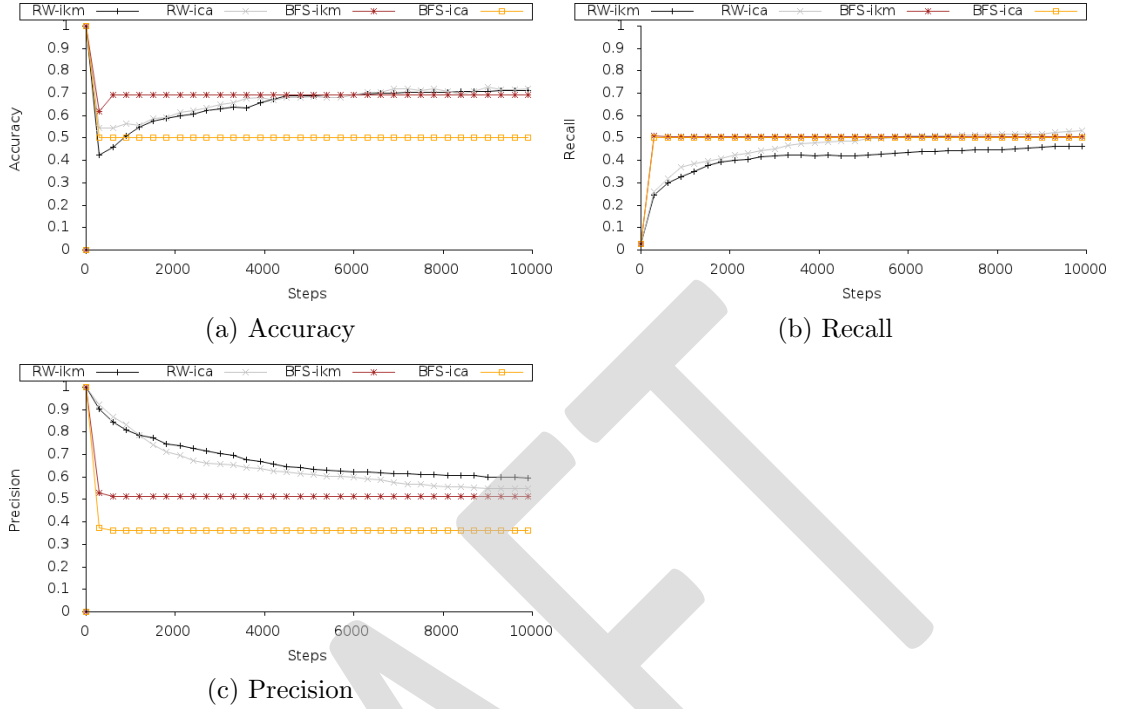 RW-ikm RW-ica BFS-ikm BFS-ica
1
0.9
0.8
0.7
0.6
0.5
0.4
0.3
0.2
0.1
0
Accuracy
0 2000 4000 6000 8000 10000
Steps
(a) Accuracy
RW-ikm RW-ica BFS-ikm BFS-ica
1
0.9
0.8
0.7
0.6
0.5
0.4
0.3
0.2
0.1
0
Recall
0 2000 4000 6000 8000 10000
Steps
(b) Recall
RW-ikm RW-ica BFS-ikm BFS-ica
1
0.9
0.8
0.7
0.6
0.5
0.4
0.3
0.2
0.1
0
Precision
0 2000 4000 6000 8000 10000
Steps
(c) Precision
AFT